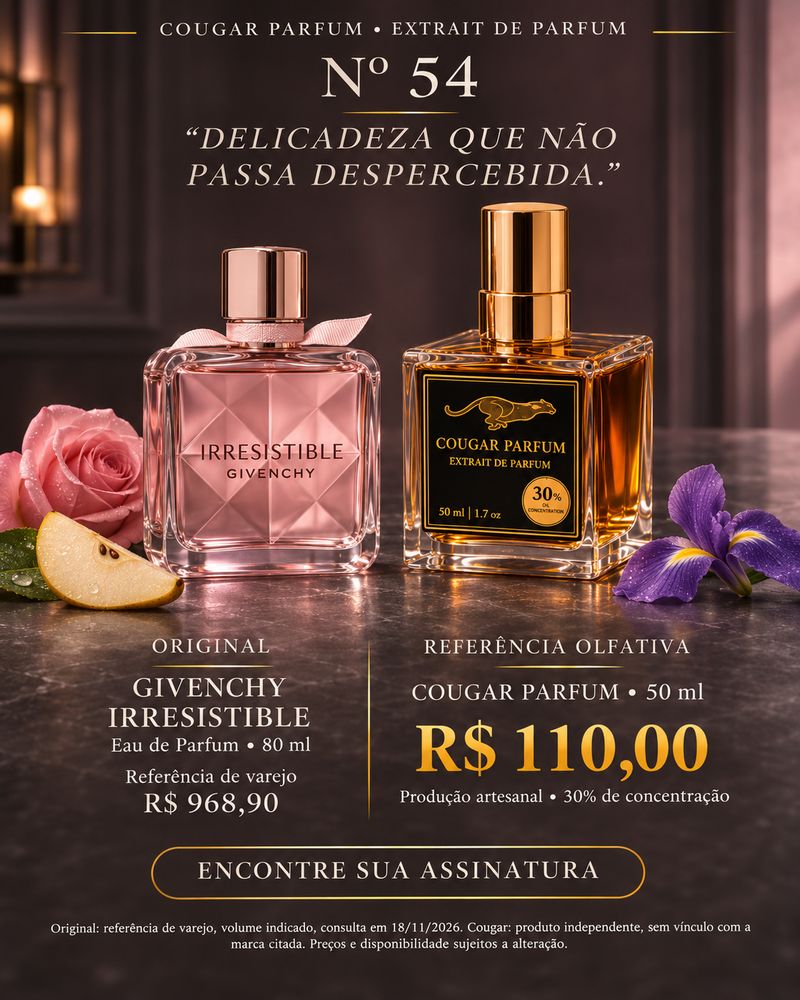 COUGAR PARFUM • EXTRAIT DE PARFUM
Nº 54
“DELICADEZA QUE NÃO
PASSA DESPERCEBIDA.”
IRRESISTIBLE
GIVENCHY
COUGAR PARFUM
EXTRAIT DE PARFUM
30%
OIL
CONCENTRATION
50 ml | 1.7 oz
ORIGINAL
GIVENCHY
IRRESISTIBLE
Eau de Parfum • 80 ml
Referência de varejo
R$ 968,90
REFERÊNCIA OLFATIVA
COUGAR PARFUM • 50 ml
R$ 110,00
Produção artesanal • 30% de concentração
ENCONTRE SUA ASSINATURA
Original: referência de varejo, volume indicado, consulta em 18/11/2026. Cougar: produto independente, sem vínculo com a
marca citada. Preços e disponibilidade sujeitos a alteração.